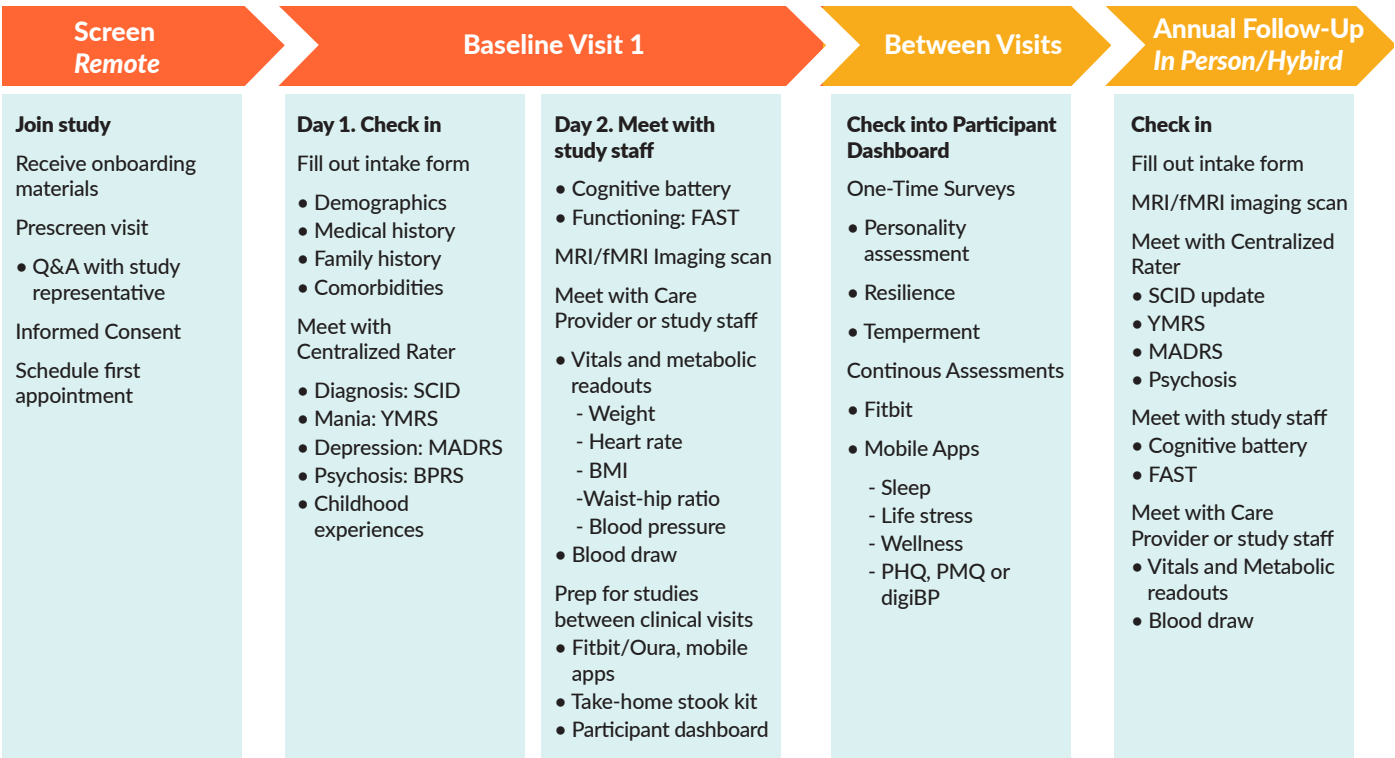 Screen
Remote
Baseline Visit 1
Between Visits
Annual Follow-Up
In Person/Hybird
Join study
Receive onboarding
materials
Prescreen visit
• Q&A with study
representative
Informed Consent
Schedule first
appointment
Day 1. Check in
Fill out intake form
• Demographics
• Medical history
• Family history
• Comorbidities
Meet with
Centralized Rater
• Diagnosis: SCID
• Mania: YMRS
• Depression: MADRS
• Psychosis: BPRS
• Childhood
experiences
Day 2. Meet with
study staff
• Cognitive battery
• Functioning: FAST
MRI/fMRI Imaging scan
Meet with Care
Provider or study staff
• Vitals and metabolic
readouts
- Weight
- Heart rate
- BMI
-Waist-hip ratio
- Blood pressure
• Blood draw
Prep for studies
between clinical visits
• Fitbit/Oura, mobile
apps
• Take-home stook kit
• Participant dashboard
Check into Participant
Dashboard
One-Time Surveys
• Personality
assessment
• Resilience
• Temperment
Continous Assessments
• Fitbit
• Mobile Apps
- Sleep
- Life stress
- Wellness
- PHQ, PMQ or
digiBP
Check in
Fill out intake form
MRI/fMRI imaging scan
Meet with Centralized
Rater
• SCID update
• YMRS
• MADRS
• Psychosis
Meet with study staff
• Cognitive battery
• FAST
Meet with Care
Provider or study staff
• Vitals and Metabolic
readouts
• Blood draw